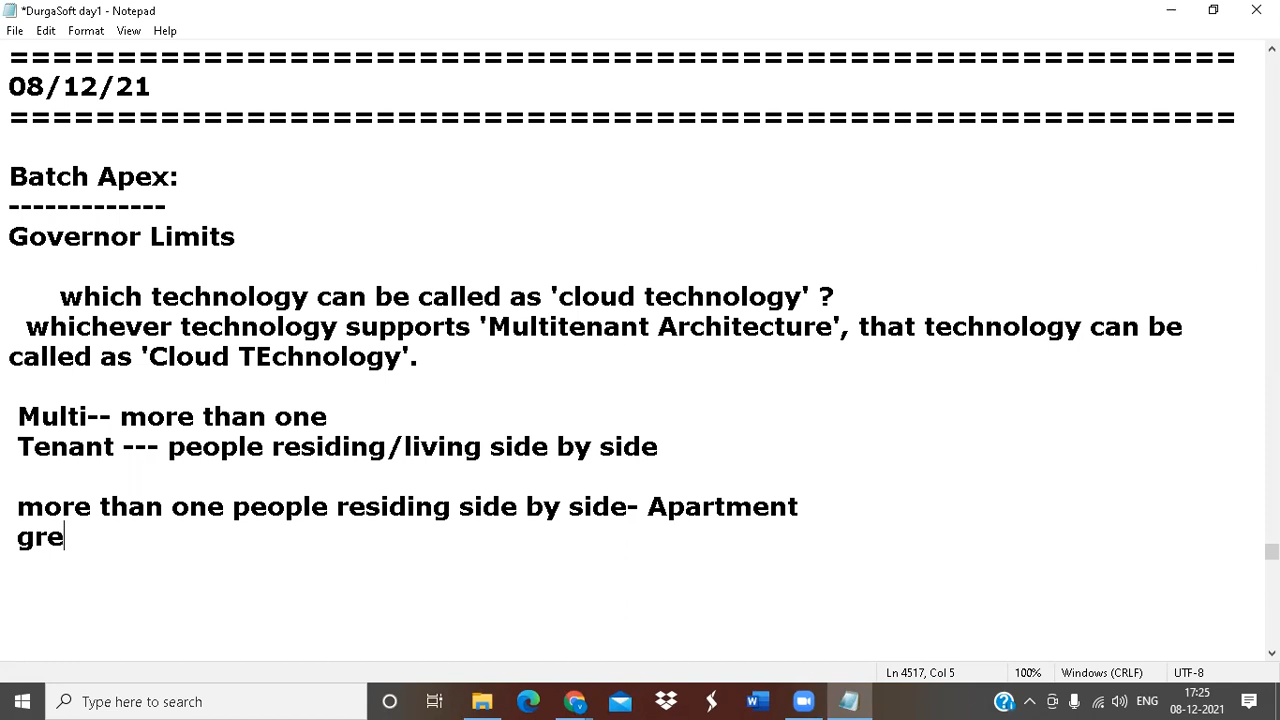 *DurgaSoft day1 - Notepad
File Edit Format View Help
=========================================================
08/12/21
=========================================================
Batch Apex:
-------------
Governor Limits
which technology can be called as 'cloud technology' ?
whichever technology supports 'Multitenant Architecture', that technology can be
called as 'Cloud TEchnology'.
Multi-- more than one
Tenant --- people residing/living side by side
more than one people residing side by side- Apartment
gre
Ln 4517, Col 5 100% Windows (CRLF) UTF-8
Type here to search
ENG
17:25
08-12-2021